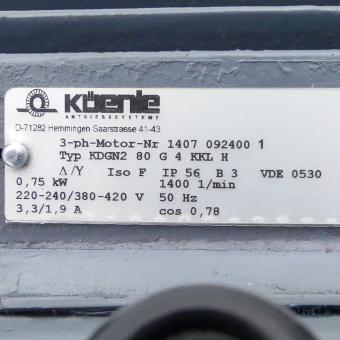 Küenle
ANTRIEBSSYSTEME
D-71282 Hemmingen Saarstrasse 41-43
3-ph-Motor-Nr 1407 092400 1
Typ KDGN2 80 G 4 KKL H
Δ/Y Iso F IP 56 B 3 VDE 0530
0,75 kW 1400 1/min
220-240/380-420 V 50 Hz
3,3/1,9 A cos 0,78